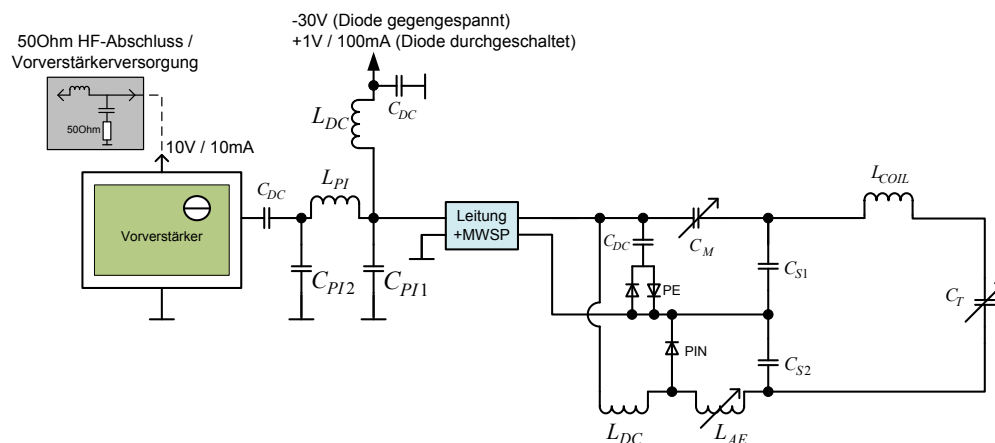 -30V (Diode gegengespannt)
+1V / 100mA (Diode durchgeschaltet)
50Ohm HF-Abschluss /
Vorverstärkerversorgung
50Ohm
10V / 10mA
Vorverstärker
C_DC
L_PI
C_PI2
C_PI1
L_DC
C_DC
Leitung
+MWSP
C_DC
PE
C_M
C_S1
L_COIL
C_T
PIN
C_S2
L_DC
L_AE